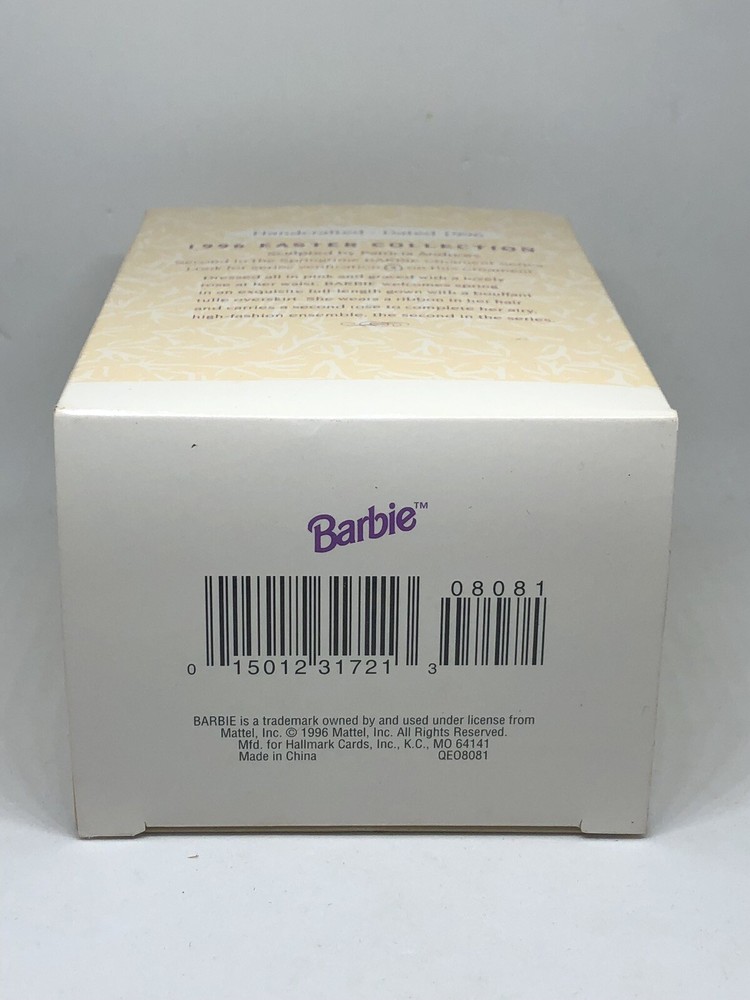 Handcrafted · Dated 1996
1996 EASTER COLLECTION
Sculpted by Patricia Andrews
Second in the Springtime BARBIE Ornament Series
Look for series verification 2 on this ornament
Dressed all in pink and graced with a lovely
rose at her waist, BARBIE welcomes spring
in an exquisite full-length gown with a bouffant
tulle overskirt. She wears a ribbon in her hair
and carries a second rose to complete her airy,
high-fashion ensemble, the second in the series.
Barbie™
08081
0 15012 31721 3
BARBIE is a trademark owned by and used under license from
Mattel, Inc. © 1996 Mattel, Inc. All Rights Reserved.
Mfd. for Hallmark Cards, Inc., K.C., MO 64141
Made in China QEO8081